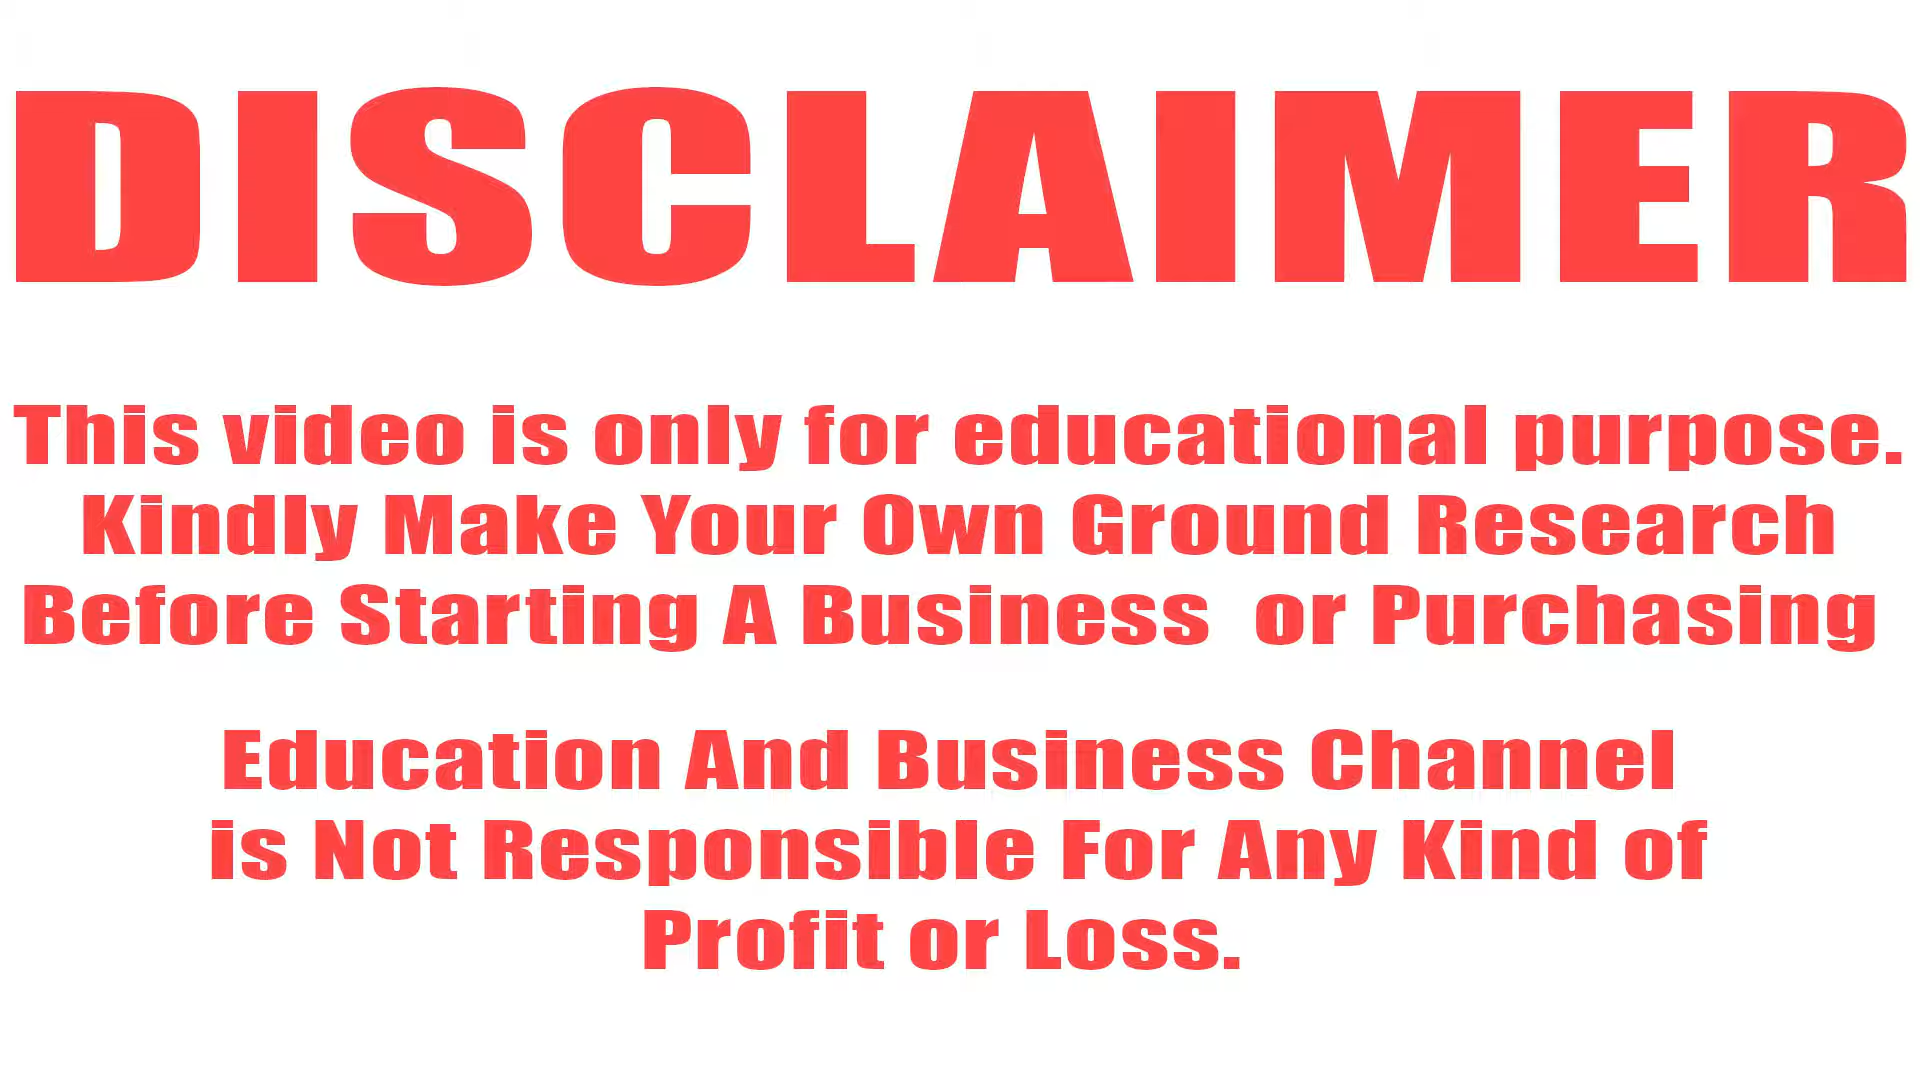 DISCLAIMER
This video is only for educational purpose.
Kindly Make Your Own Ground Research
Before Starting A Business  or Purchasing
Education And Business Channel
is Not Responsible For Any Kind of
Profit or Loss.